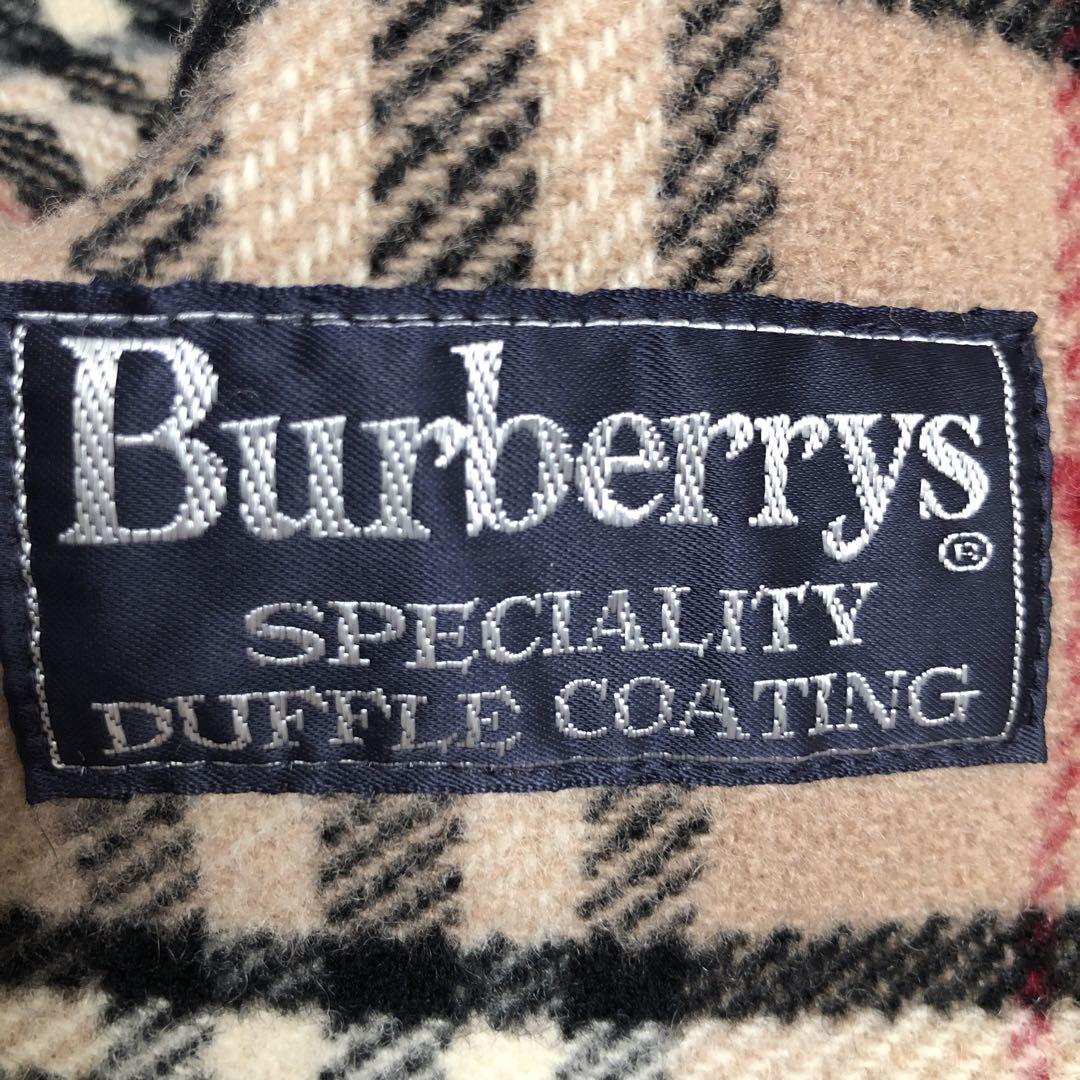 Burberrys®
SPECIALITY
DUFFLE COATING